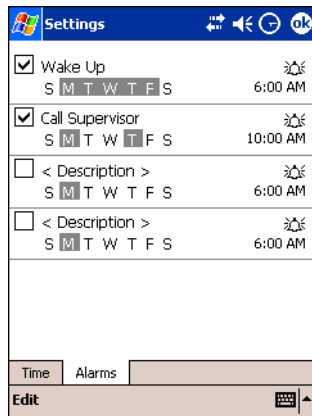 Settings ok
Wake Up
S M T W T F S 6:00 AM
Call Supervisor
S M T W T F S 10:00 AM
< Description >
S M T W T F S 6:00 AM
< Description >
S M T W T F S 6:00 AM
Time Alarms
Edit